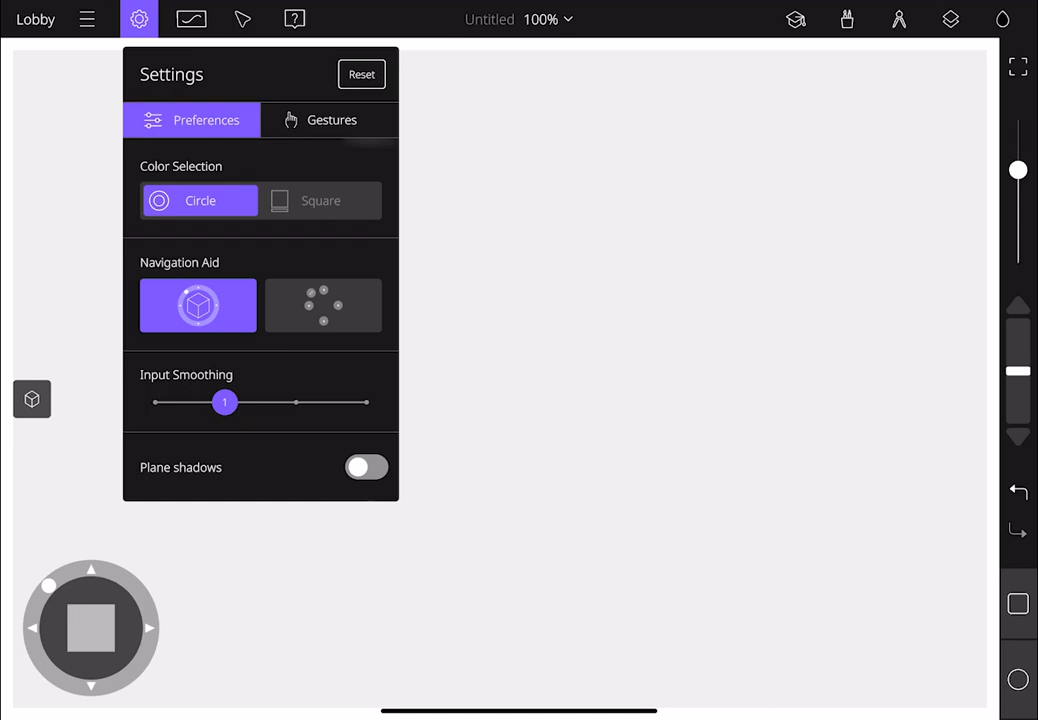 Lobby
Untitled 100%
Settings
Reset
Preferences
Gestures
Color Selection
Circle
Square
Navigation Aid
Input Smoothing
1
Plane shadows